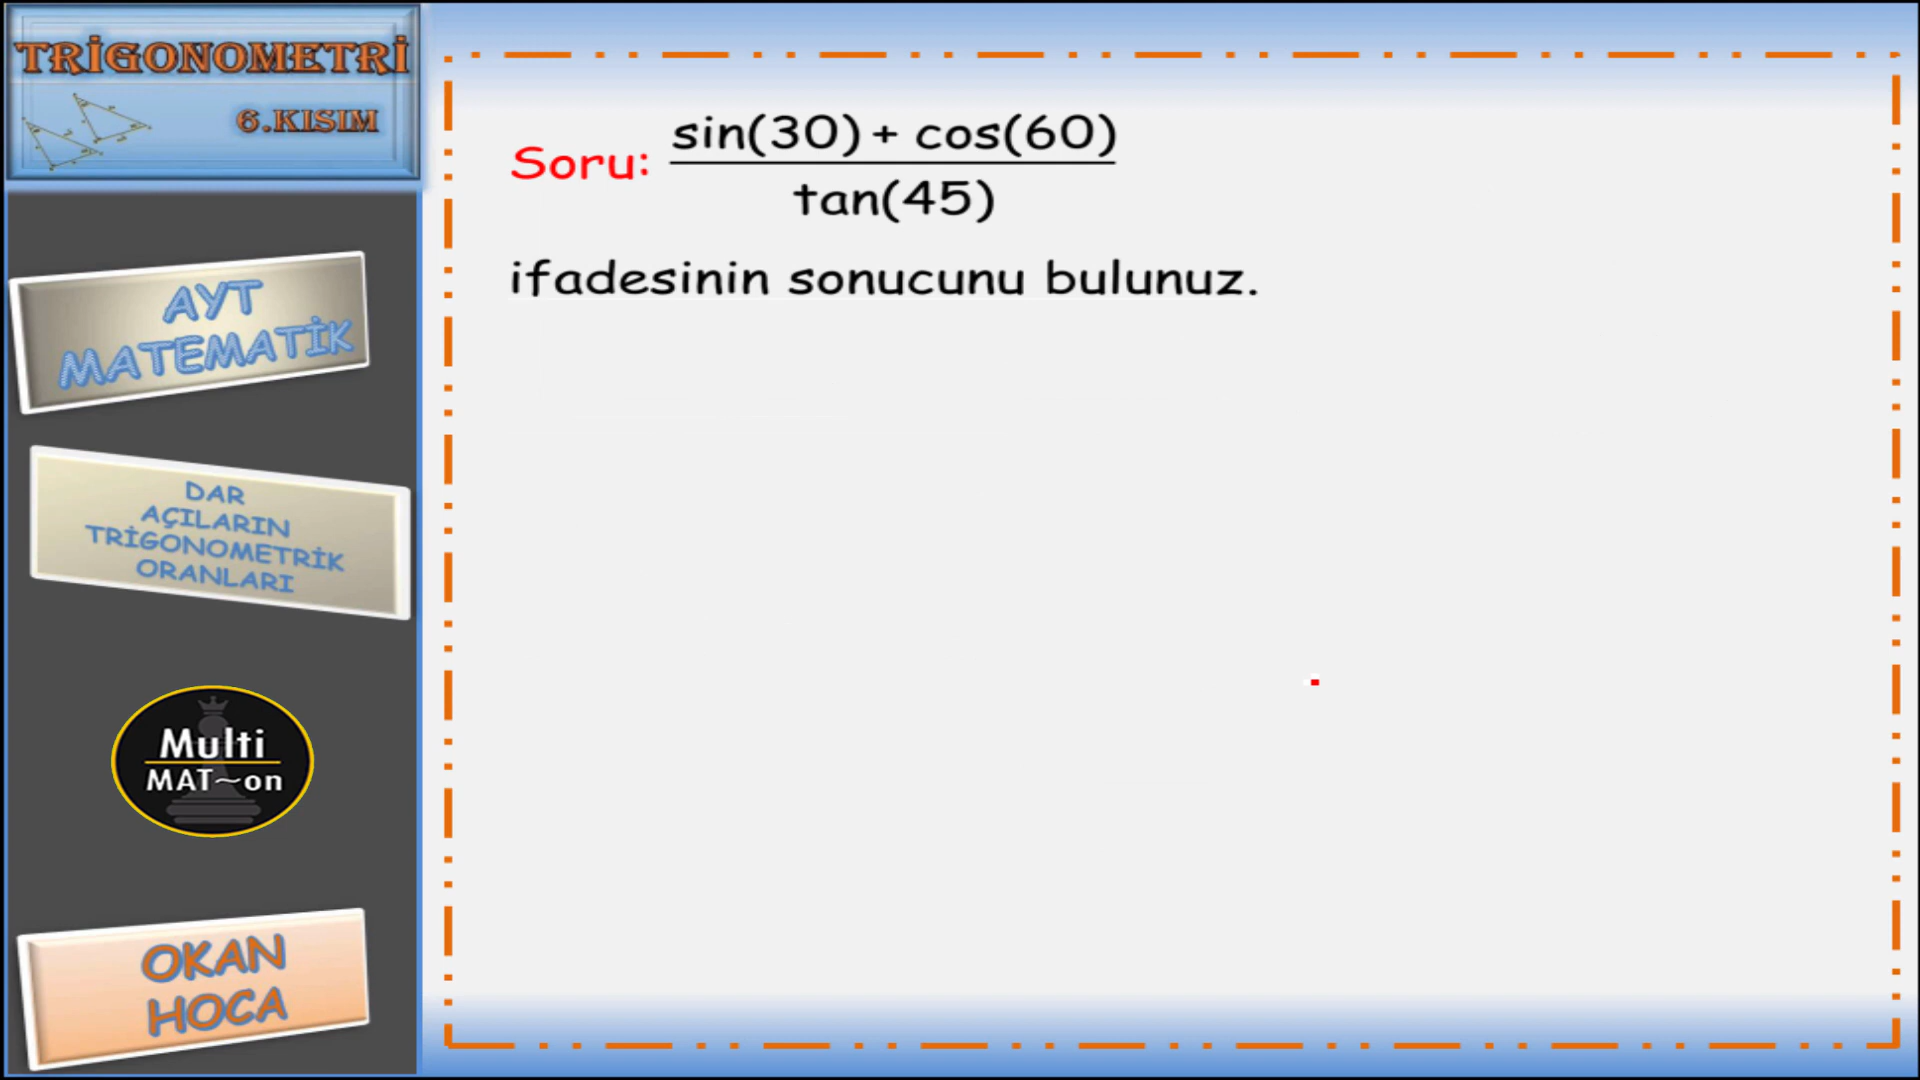 TRİGONOMETRİ
6.KISIM
AYT
MATEMATİK
DAR
AÇILARIN
TRİGONOMETRİK
ORANLARI
Multi
MAT~on
OKAN
HOCA
Soru: sin(30) + cos(60)
tan(45)
ifadesinin sonucunu bulunuz.